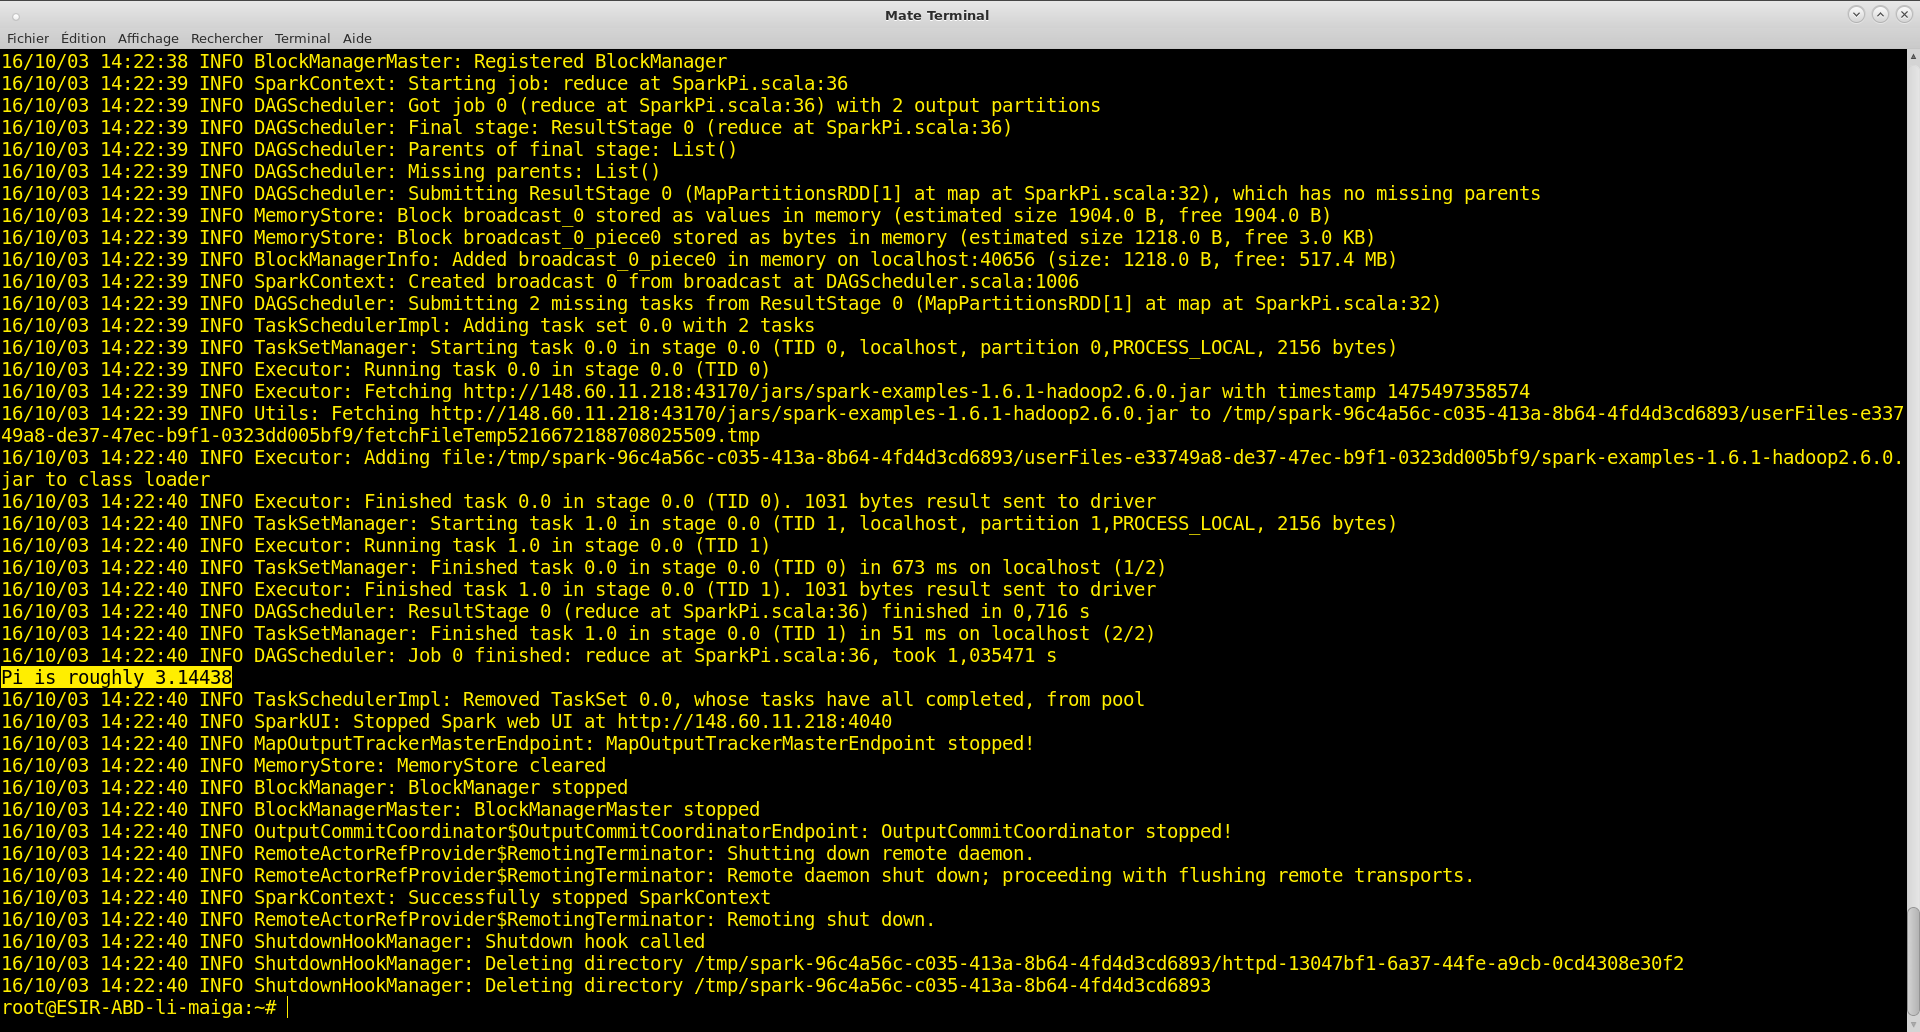 Mate Terminal
Fichier Édition Affichage Rechercher Terminal Aide
16/10/03 14:22:38 INFO BlockManagerMaster: Registered BlockManager
16/10/03 14:22:39 INFO SparkContext: Starting job: reduce at SparkPi.scala:36
16/10/03 14:22:39 INFO DAGScheduler: Got job 0 (reduce at SparkPi.scala:36) with 2 output partitions
16/10/03 14:22:39 INFO DAGScheduler: Final stage: ResultStage 0 (reduce at SparkPi.scala:36)
16/10/03 14:22:39 INFO DAGScheduler: Parents of final stage: List()
16/10/03 14:22:39 INFO DAGScheduler: Missing parents: List()
16/10/03 14:22:39 INFO DAGScheduler: Submitting ResultStage 0 (MapPartitionsRDD[1] at map at SparkPi.scala:32), which has no missing parents
16/10/03 14:22:39 INFO MemoryStore: Block broadcast_0 stored as values in memory (estimated size 1904.0 B, free 1904.0 B)
16/10/03 14:22:39 INFO MemoryStore: Block broadcast_0_piece0 stored as bytes in memory (estimated size 1218.0 B, free 3.0 KB)
16/10/03 14:22:39 INFO BlockManagerInfo: Added broadcast_0_piece0 in memory on localhost:40656 (size: 1218.0 B, free: 517.4 MB)
16/10/03 14:22:39 INFO SparkContext: Created broadcast 0 from broadcast at DAGScheduler.scala:1006
16/10/03 14:22:39 INFO DAGScheduler: Submitting 2 missing tasks from ResultStage 0 (MapPartitionsRDD[1] at map at SparkPi.scala:32)
16/10/03 14:22:39 INFO TaskSchedulerImpl: Adding task set 0.0 with 2 tasks
16/10/03 14:22:39 INFO TaskSetManager: Starting task 0.0 in stage 0.0 (TID 0, localhost, partition 0,PROCESS_LOCAL, 2156 bytes)
16/10/03 14:22:39 INFO Executor: Running task 0.0 in stage 0.0 (TID 0)
16/10/03 14:22:39 INFO Executor: Fetching http://148.60.11.218:43170/jars/spark-examples-1.6.1-hadoop2.6.0.jar with timestamp 1475497358574
16/10/03 14:22:39 INFO Utils: Fetching http://148.60.11.218:43170/jars/spark-examples-1.6.1-hadoop2.6.0.jar to /tmp/spark-96c4a56c-c035-413a-8b64-4fd4d3cd6893/userFiles-e337
49a8-de37-47ec-b9f1-0323dd005bf9/fetchFileTemp5216672188708025509.tmp
16/10/03 14:22:40 INFO Executor: Adding file:/tmp/spark-96c4a56c-c035-413a-8b64-4fd4d3cd6893/userFiles-e33749a8-de37-47ec-b9f1-0323dd005bf9/spark-examples-1.6.1-hadoop2.6.0.
jar to class loader
16/10/03 14:22:40 INFO Executor: Finished task 0.0 in stage 0.0 (TID 0). 1031 bytes result sent to driver
16/10/03 14:22:40 INFO TaskSetManager: Starting task 1.0 in stage 0.0 (TID 1, localhost, partition 1,PROCESS_LOCAL, 2156 bytes)
16/10/03 14:22:40 INFO Executor: Running task 1.0 in stage 0.0 (TID 1)
16/10/03 14:22:40 INFO TaskSetManager: Finished task 0.0 in stage 0.0 (TID 0) in 673 ms on localhost (1/2)
16/10/03 14:22:40 INFO Executor: Finished task 1.0 in stage 0.0 (TID 1). 1031 bytes result sent to driver
16/10/03 14:22:40 INFO DAGScheduler: ResultStage 0 (reduce at SparkPi.scala:36) finished in 0,716 s
16/10/03 14:22:40 INFO TaskSetManager: Finished task 1.0 in stage 0.0 (TID 1) in 51 ms on localhost (2/2)
16/10/03 14:22:40 INFO DAGScheduler: Job 0 finished: reduce at SparkPi.scala:36, took 1,035471 s
Pi is roughly 3.14438
16/10/03 14:22:40 INFO TaskSchedulerImpl: Removed TaskSet 0.0, whose tasks have all completed, from pool
16/10/03 14:22:40 INFO SparkUI: Stopped Spark web UI at http://148.60.11.218:4040
16/10/03 14:22:40 INFO MapOutputTrackerMasterEndpoint: MapOutputTrackerMasterEndpoint stopped!
16/10/03 14:22:40 INFO MemoryStore: MemoryStore cleared
16/10/03 14:22:40 INFO BlockManager: BlockManager stopped
16/10/03 14:22:40 INFO BlockManagerMaster: BlockManagerMaster stopped
16/10/03 14:22:40 INFO OutputCommitCoordinator$OutputCommitCoordinatorEndpoint: OutputCommitCoordinator stopped!
16/10/03 14:22:40 INFO RemoteActorRefProvider$RemotingTerminator: Shutting down remote daemon.
16/10/03 14:22:40 INFO RemoteActorRefProvider$RemotingTerminator: Remote daemon shut down; proceeding with flushing remote transports.
16/10/03 14:22:40 INFO SparkContext: Successfully stopped SparkContext
16/10/03 14:22:40 INFO RemoteActorRefProvider$RemotingTerminator: Remoting shut down.
16/10/03 14:22:40 INFO ShutdownHookManager: Shutdown hook called
16/10/03 14:22:40 INFO ShutdownHookManager: Deleting directory /tmp/spark-96c4a56c-c035-413a-8b64-4fd4d3cd6893/httpd-13047bf1-6a37-44fe-a9cb-0cd4308e30f2
16/10/03 14:22:40 INFO ShutdownHookManager: Deleting directory /tmp/spark-96c4a56c-c035-413a-8b64-4fd4d3cd6893
root@ESIR-ABD-li-maiga:~#